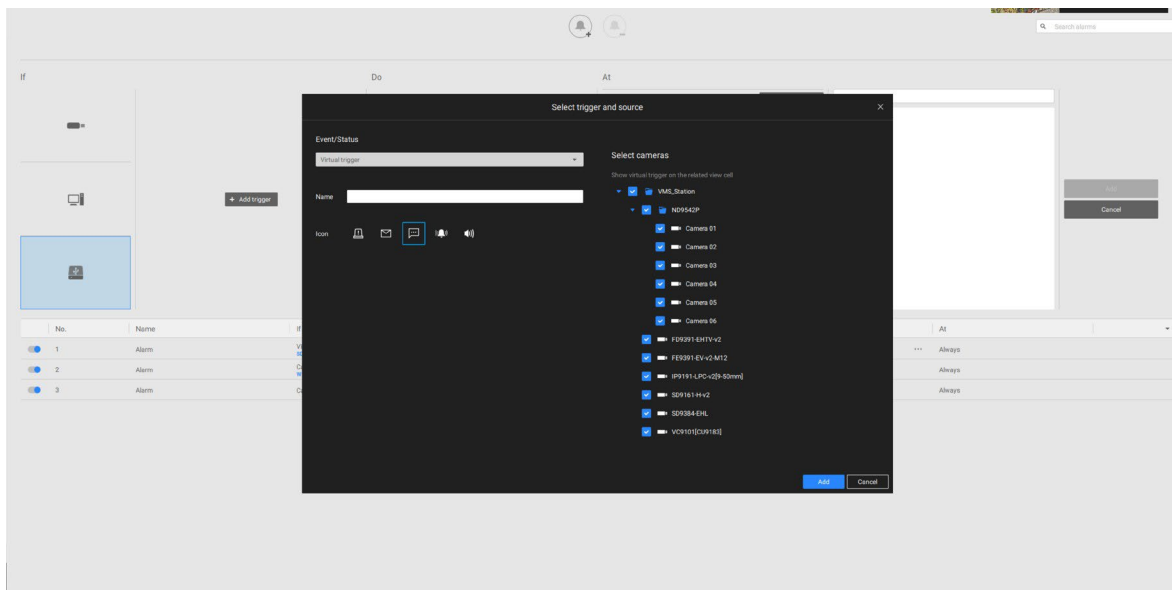 Search alarms
If
Do
At
Select trigger and source
Event/Status
Virtual trigger
Name
Icon
Select cameras
Show virtual trigger on the related view cell
VMS_Station
ND9542P
Camera 01
Camera 02
Camera 03
Camera 04
Camera 05
Camera 06
FD9391-EHTV-v2
FE9391-EV-v2-M12
IP9191-LPC-v2[9-50mm]
SD9161-H-v2
SD9384-EHL
VC9101[CU9183]
Add
Cancel
+ Add trigger
Add
Cancel
No.
Name
If
At
1
Alarm
Always
2
Alarm
Always
3
Alarm
Always